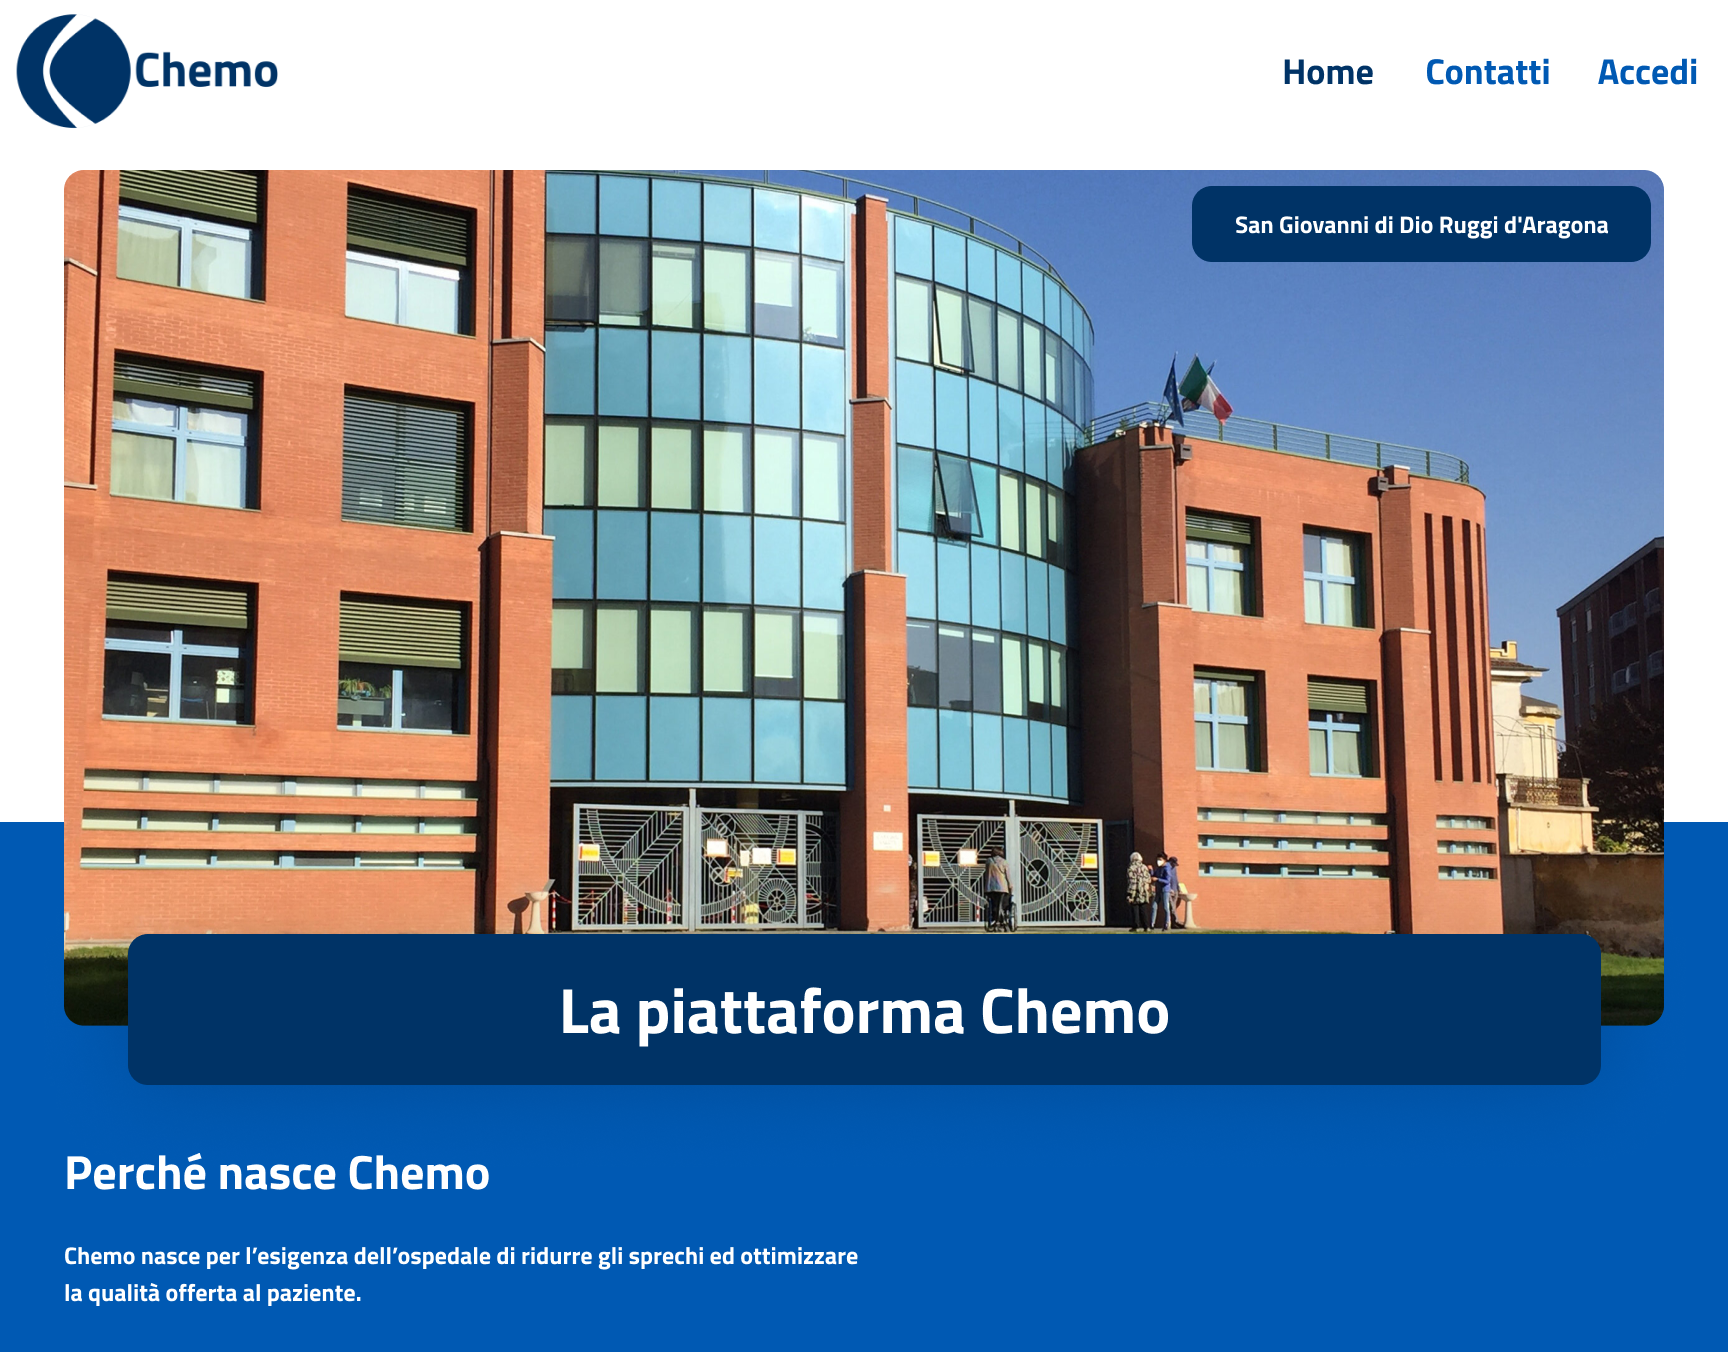 Chemo
Home Contatti Accedi
San Giovanni di Dio Ruggi d'Aragona
La piattaforma Chemo
Perché nasce Chemo
Chemo nasce per l’esigenza dell’ospedale di ridurre gli sprechi ed ottimizzare
la qualità offerta al paziente.